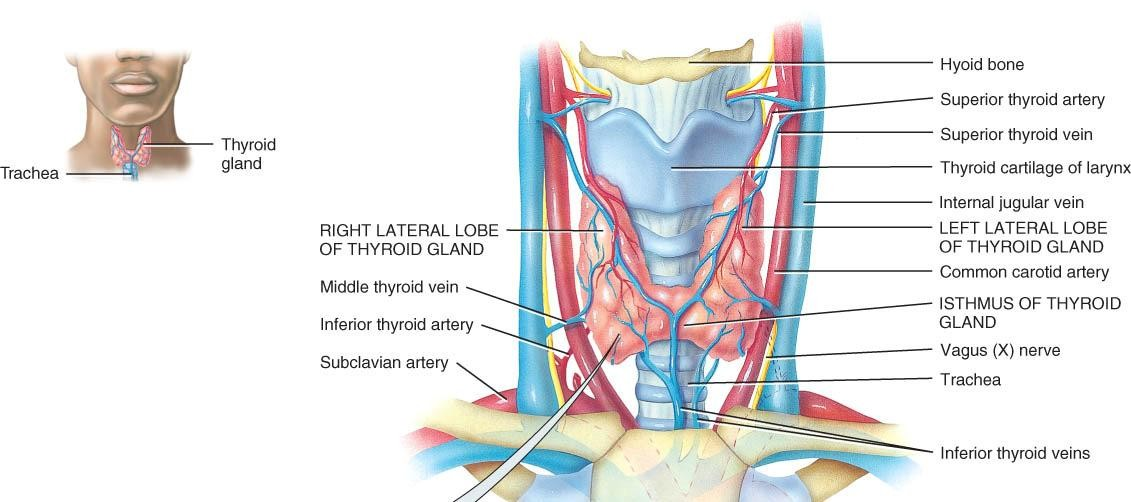 Thyroid
gland
Trachea
Hyoid bone
Superior thyroid artery
Superior thyroid vein
Thyroid cartilage of larynx
Internal jugular vein
RIGHT LATERAL LOBE
OF THYROID GLAND
LEFT LATERAL LOBE
OF THYROID GLAND
Common carotid artery
Middle thyroid vein
ISTHMUS OF THYROID
GLAND
Inferior thyroid artery
Vagus (X) nerve
Subclavian artery
Trachea
Inferior thyroid veins